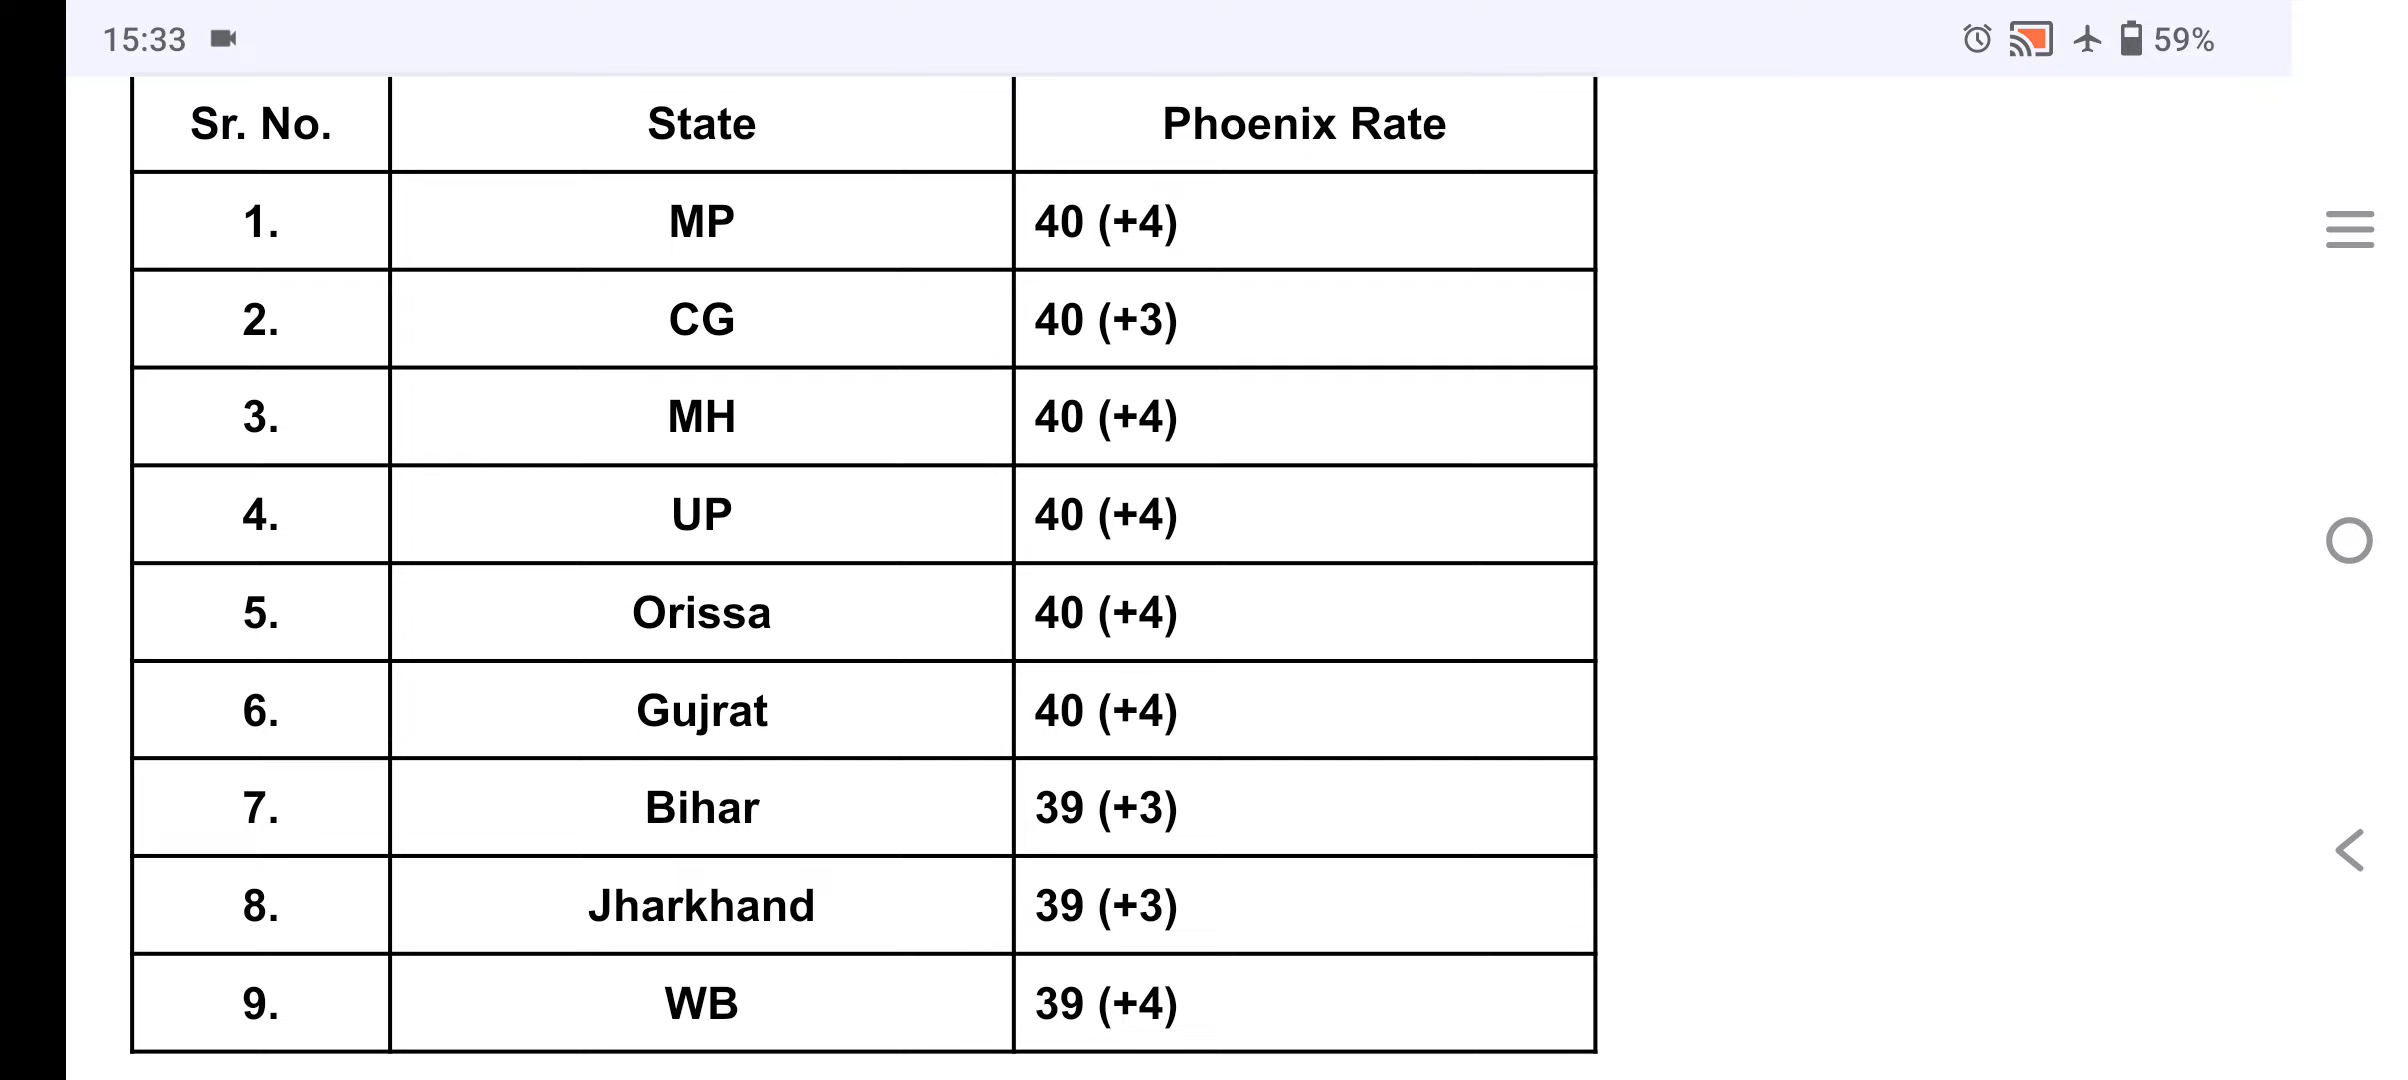 15:33
59%
Sr. No. State Phoenix Rate
1. MP 40 (+4)
2. CG 40 (+3)
3. MH 40 (+4)
4. UP 40 (+4)
5. Orissa 40 (+4)
6. Gujrat 40 (+4)
7. Bihar 39 (+3)
8. Jharkhand 39 (+3)
9. WB 39 (+4)